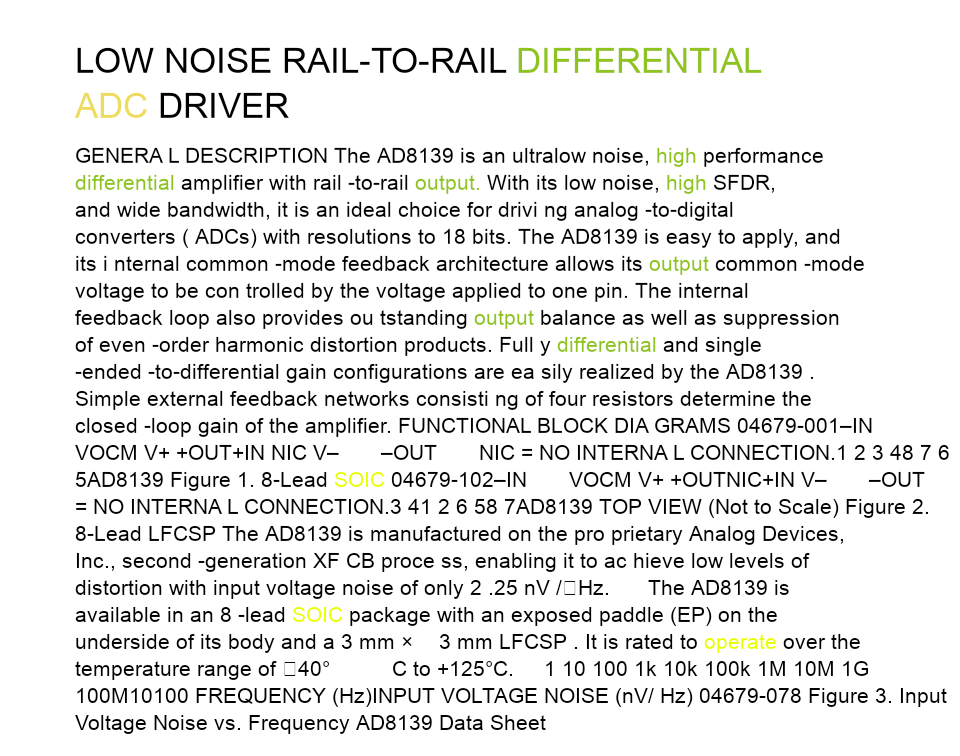 LOW NOISE RAIL-TO-RAIL DIFFERENTIAL
ADC DRIVER
GENERA L DESCRIPTION The AD8139 is an ultralow noise, high performance
differential amplifier with rail -to-rail output. With its low noise, high SFDR,
and wide bandwidth, it is an ideal choice for drivi ng analog -to-digital
converters ( ADCs) with resolutions to 18 bits. The AD8139 is easy to apply, and
its i nternal common -mode feedback architecture allows its output common -mode
voltage to be con trolled by the voltage applied to one pin. The internal
feedback loop also provides ou tstanding output balance as well as suppression
of even -order harmonic distortion products. Full y differential and single
-ended -to-differential gain configurations are ea sily realized by the AD8139 .
Simple external feedback networks consisti ng of four resistors determine the
closed -loop gain of the amplifier. FUNCTIONAL BLOCK DIA GRAMS 04679-001–IN
VOCM V+ +OUT+IN NIC V– –OUT NIC = NO INTERNA L CONNECTION.1 2 3 48 7 6
5AD8139 Figure 1. 8-Lead SOIC 04679-102–IN VOCM V+ +OUTNIC+IN V– –OUT
= NO INTERNA L CONNECTION.3 41 2 6 58 7AD8139 TOP VIEW (Not to Scale) Figure 2.
8-Lead LFCSP The AD8139 is manufactured on the pro prietary Analog Devices,
Inc., second -generation XF CB proce ss, enabling it to ac hieve low levels of
distortion with input voltage noise of only 2 .25 nV /□Hz. The AD8139 is
available in an 8 -lead SOIC package with an exposed paddle (EP) on the
underside of its body and a 3 mm × 3 mm LFCSP . It is rated to operate over the
temperature range of □40° C to +125°C. 1 10 100 1k 10k 100k 1M 10M 1G
100M10100 FREQUENCY (Hz)INPUT VOLTAGE NOISE (nV/ Hz) 04679-078 Figure 3. Input
Voltage Noise vs. Frequency AD8139 Data Sheet